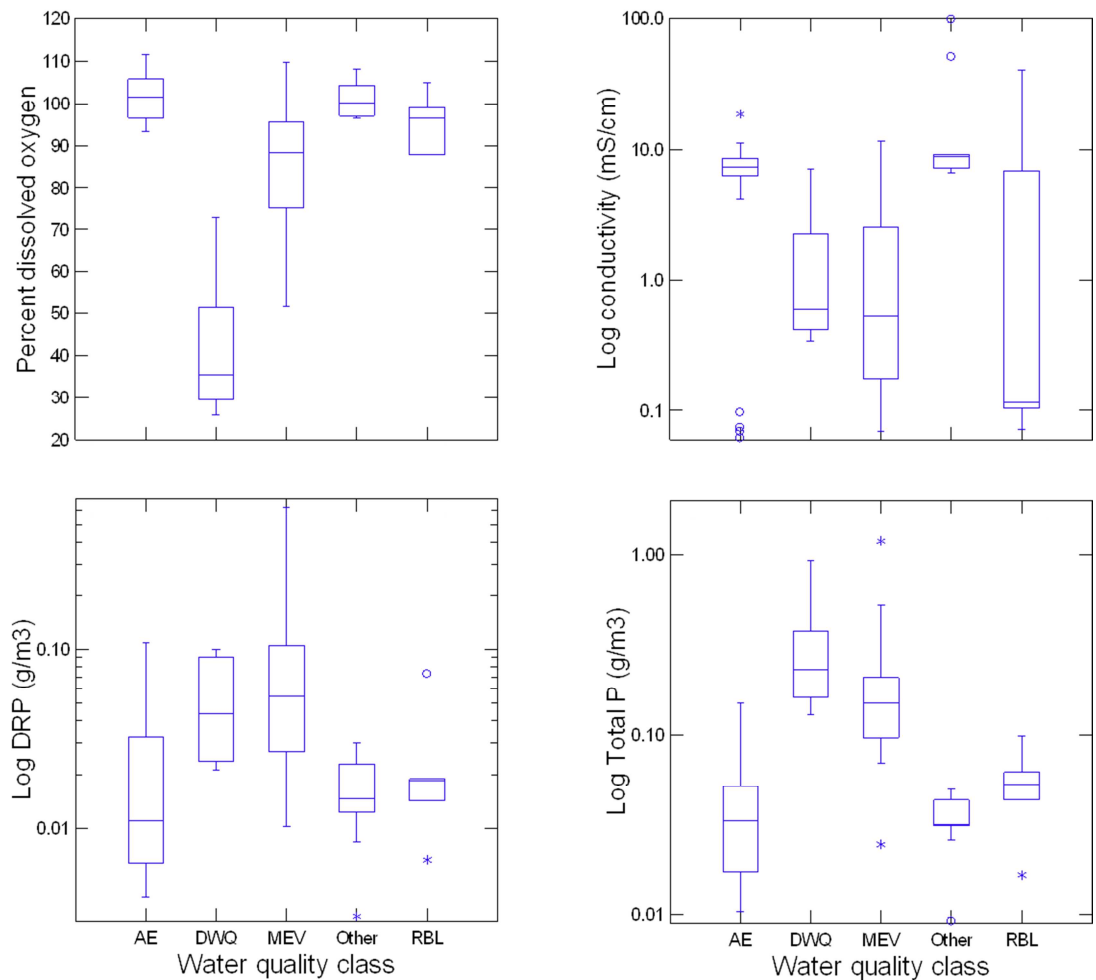 120
110
100
90
80
70
60
50
40
30
20
Percent dissolved oxygen
100.0
10.0
1.0
0.1
Log conductivity (mS/cm)
0.10
0.01
Log DRP (g/m3)
AE DWQ MEV Other RBL
Water quality class
1.00
0.10
0.01
Log Total P (g/m3)
AE DWQ MEV Other RBL
Water quality class